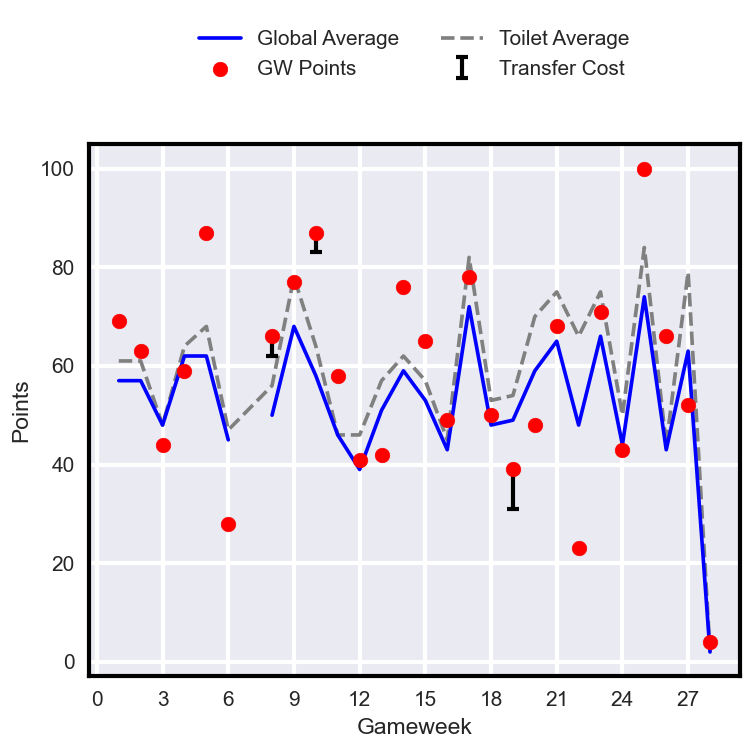 Global Average
Toilet Average
GW Points
Transfer Cost
100
80
60
40
20
0
Points
0 3 6 9 12 15 18 21 24 27
Gameweek